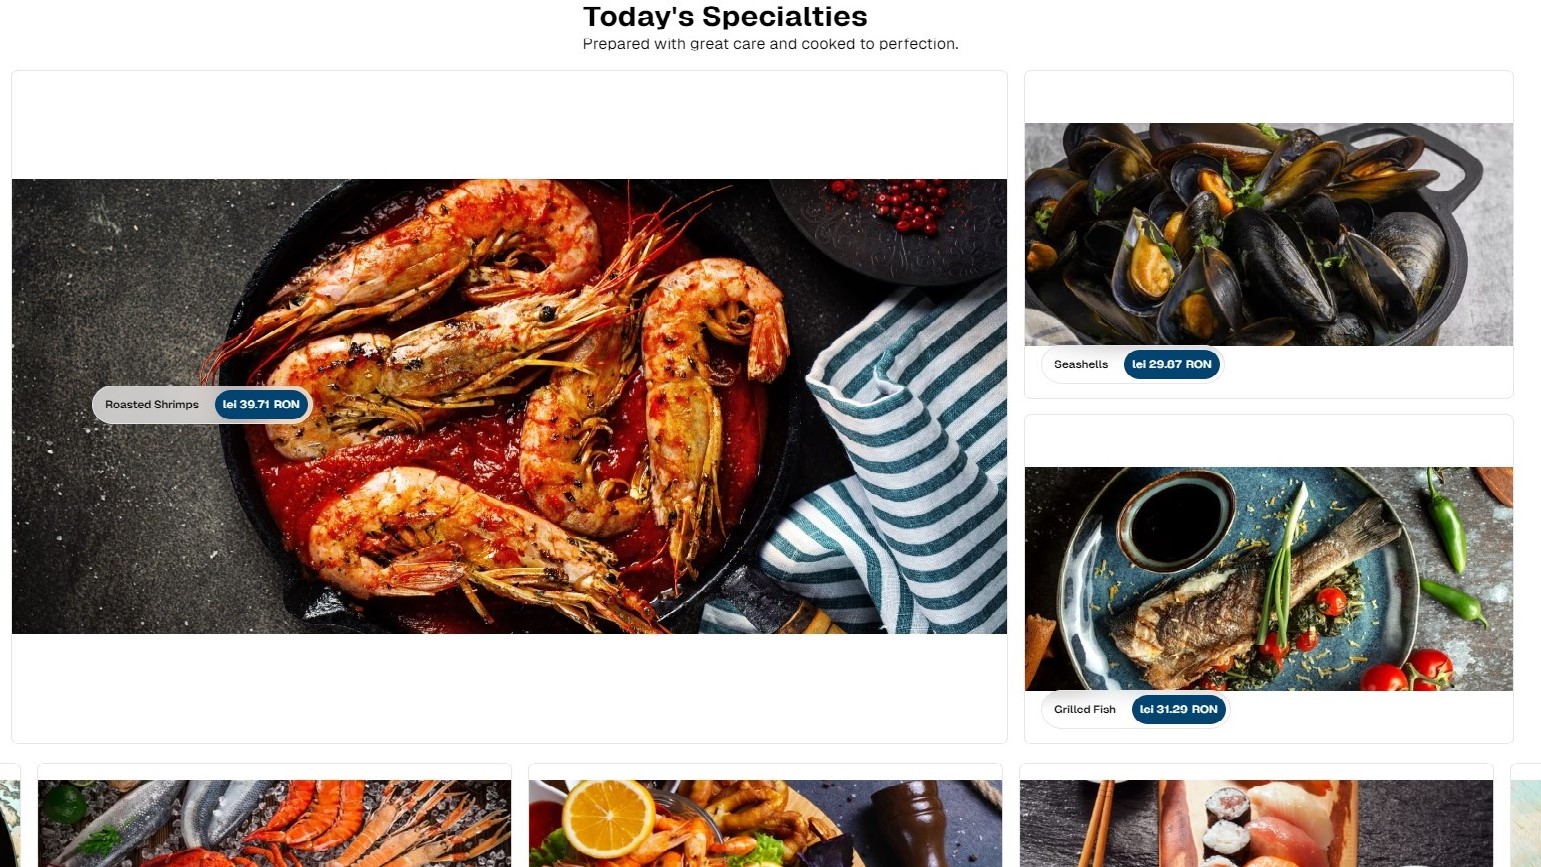 Today's Specialties
Prepared with great care and cooked to perfection.
Roasted Shrimps lei 39.71 RON
Seashells lei 29.87 RON
Grilled Fish lei 31.29 RON